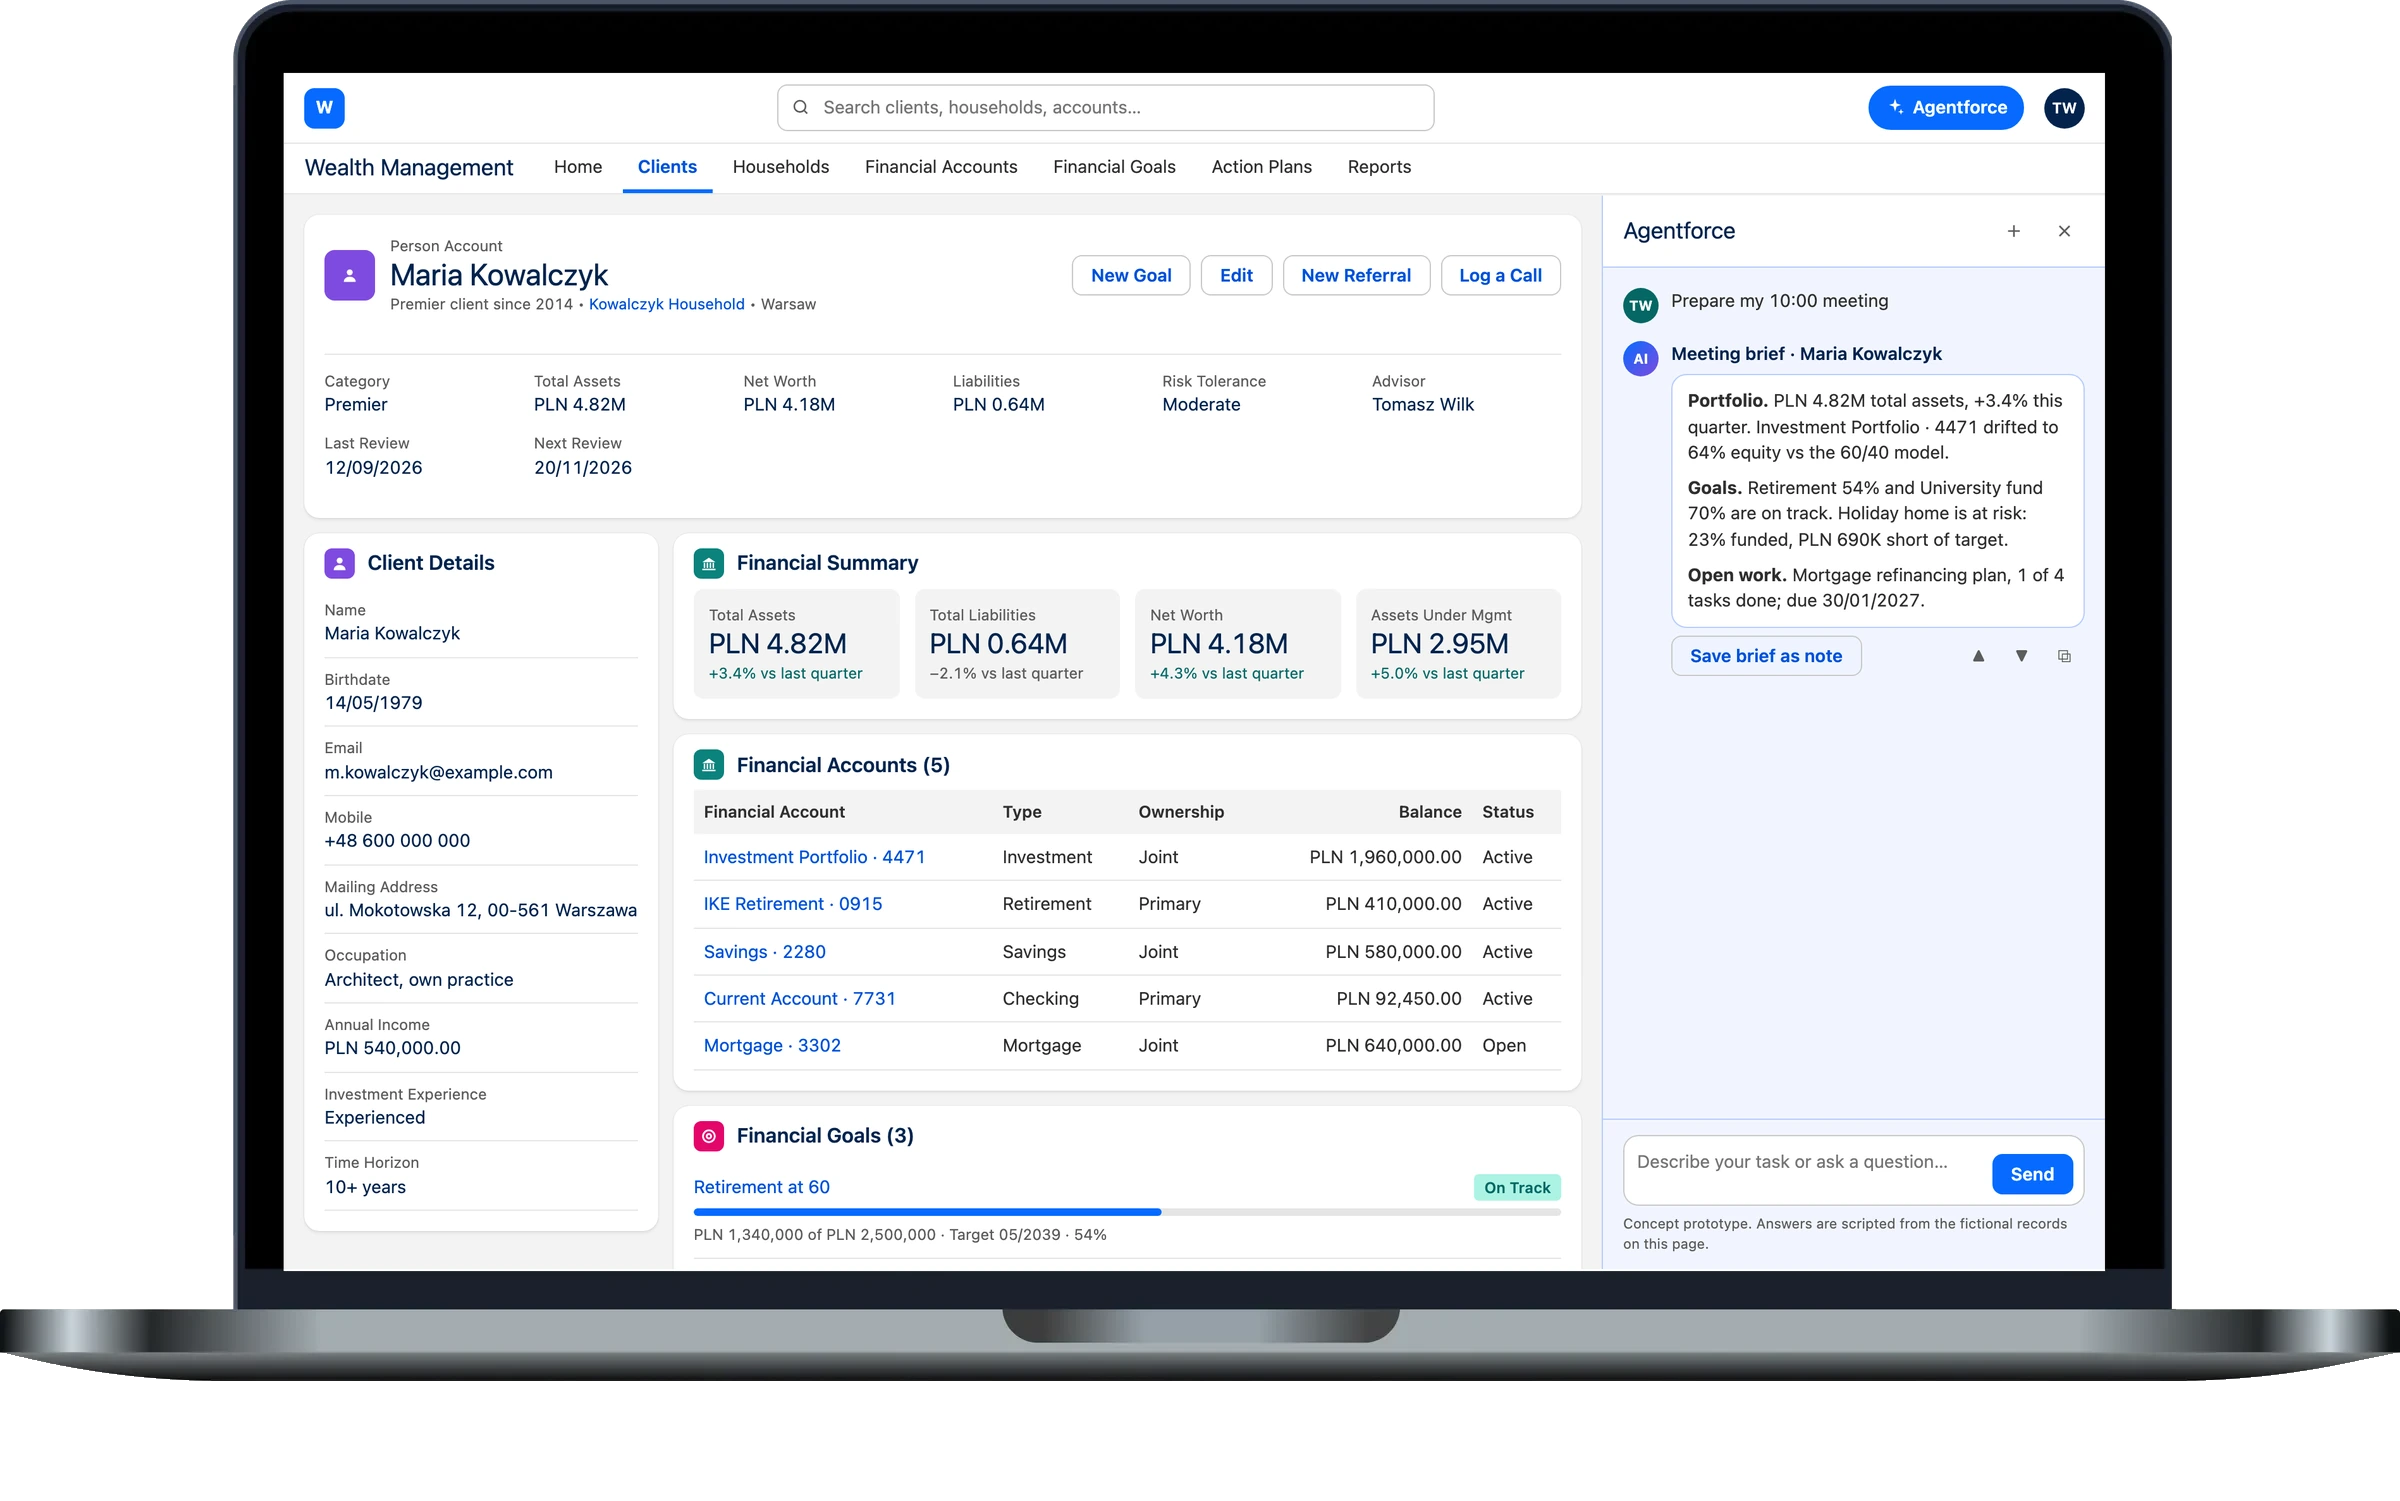 W
Search clients, households, accounts...
Agentforce
TW
Wealth Management
Home
Clients
Households
Financial Accounts
Financial Goals
Action Plans
Reports
Person Account
Maria Kowalczyk
Premier client since 2014 • Kowalczyk Household • Warsaw
New Goal
Edit
New Referral
Log a Call
Category
Premier
Total Assets
PLN 4.82M
Net Worth
PLN 4.18M
Liabilities
PLN 0.64M
Risk Tolerance
Moderate
Advisor
Tomasz Wilk
Last Review
12/09/2026
Next Review
20/11/2026
Client Details
Name
Maria Kowalczyk
Birthdate
14/05/1979
Email
m.kowalczyk@example.com
Mobile
+48 600 000 000
Mailing Address
ul. Mokotowska 12, 00-561 Warszawa
Occupation
Architect, own practice
Annual Income
PLN 540,000.00
Investment Experience
Experienced
Time Horizon
10+ years
Financial Summary
Total Assets
PLN 4.82M
+3.4% vs last quarter
Total Liabilities
PLN 0.64M
−2.1% vs last quarter
Net Worth
PLN 4.18M
+4.3% vs last quarter
Assets Under Mgmt
PLN 2.95M
+5.0% vs last quarter
Financial Accounts (5)
Financial Account Type Ownership Balance Status
Investment Portfolio · 4471 Investment Joint PLN 1,960,000.00 Active
IKE Retirement · 0915 Retirement Primary PLN 410,000.00 Active
Savings · 2280 Savings Joint PLN 580,000.00 Active
Current Account · 7731 Checking Primary PLN 92,450.00 Active
Mortgage · 3302 Mortgage Joint PLN 640,000.00 Open
Financial Goals (3)
Retirement at 60
On Track
PLN 1,340,000 of PLN 2,500,000 · Target 05/2039 · 54%
Agentforce
TW
Prepare my 10:00 meeting
AI
Meeting brief · Maria Kowalczyk
Portfolio. PLN 4.82M total assets, +3.4% this
quarter. Investment Portfolio · 4471 drifted to
64% equity vs the 60/40 model.
Goals. Retirement 54% and University fund
70% are on track. Holiday home is at risk:
23% funded, PLN 690K short of target.
Open work. Mortgage refinancing plan, 1 of 4
tasks done; due 30/01/2027.
Save brief as note
Describe your task or ask a question...
Send
Concept prototype. Answers are scripted from the fictional records
on this page.